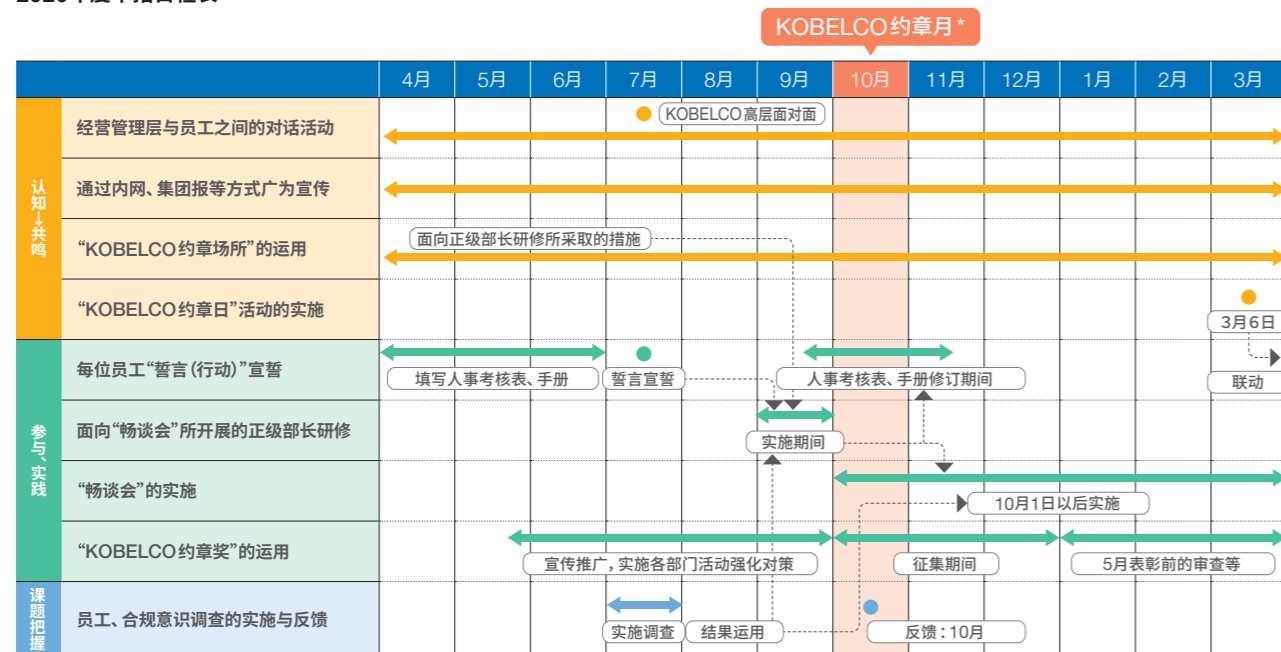 KOBELCO约章月*
4月 5月 6月 7月 8月 9月 10月 11月 12月 1月 2月 3月
认知→共鸣
经营管理层与员工之间的对话活动
KOBELCO高层面对面
通过内网、集团报等方式广为宣传
“KOBELCO约章场所”的运用
面向正级部长研修所采取的措施
“KOBELCO约章日”活动的实施
3月6日
参与、实践
每位员工“誓言(行动)”宣誓
填写人事考核表、手册
誓言宣誓
人事考核表、手册修订期间
联动
面向“畅谈会”所开展的正级部长研修
实施期间
“畅谈会”的实施
10月1日以后实施
“KOBELCO约章奖”的运用
宣传推广，实施各部门活动强化对策
征集期间
5月表彰前的审查等
课题把握
员工、合规意识调查的实施与反馈
实施调查
结果运用
反馈：10月